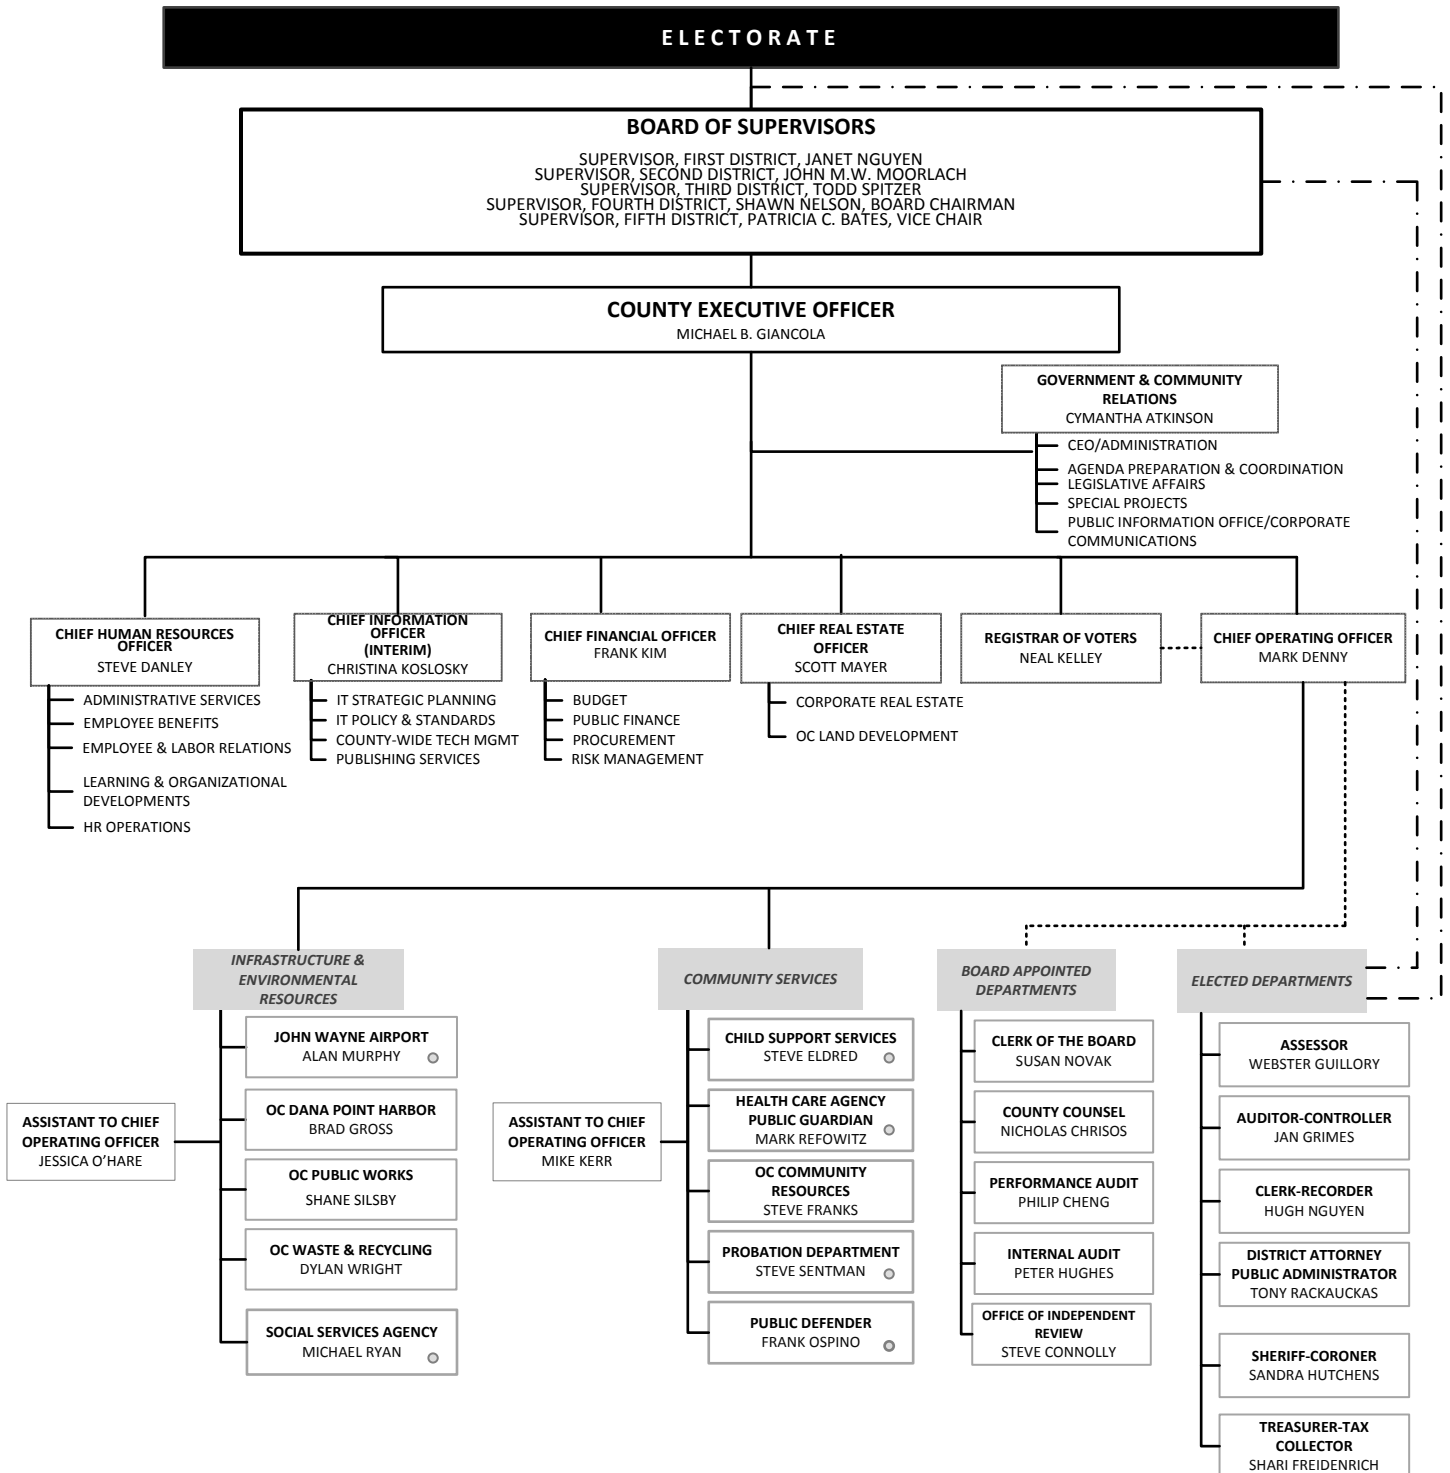 ELECTORATE
BOARD OF SUPERVISORS
SUPERVISOR, FIRST DISTRICT, JANET NGUYEN
SUPERVISOR, SECOND DISTRICT, JOHN M.W. MOORLACH
SUPERVISOR, THIRD DISTRICT, TODD SPITZER
SUPERVISOR, FOURTH DISTRICT, SHAWN NELSON, BOARD CHAIRMAN
SUPERVISOR, FIFTH DISTRICT, PATRICIA C. BATES, VICE CHAIR
COUNTY EXECUTIVE OFFICER
MICHAEL B. GIANCOLA
GOVERNMENT & COMMUNITY
RELATIONS
CYMANTHA ATKINSON
CEO/ADMINISTRATION
AGENDA PREPARATION & COORDINATION
LEGISLATIVE AFFAIRS
SPECIAL PROJECTS
PUBLIC INFORMATION OFFICE/CORPORATE
COMMUNICATIONS
CHIEF HUMAN RESOURCES
OFFICER
STEVE DANLEY
ADMINISTRATIVE SERVICES
EMPLOYEE BENEFITS
EMPLOYEE & LABOR RELATIONS
LEARNING & ORGANIZATIONAL
DEVELOPMENTS
HR OPERATIONS
CHIEF INFORMATION
OFFICER
(INTERIM)
CHRISTINA KOSLOSKY
IT STRATEGIC PLANNING
IT POLICY & STANDARDS
COUNTY-WIDE TECH MGMT
PUBLISHING SERVICES
CHIEF FINANCIAL OFFICER
FRANK KIM
BUDGET
PUBLIC FINANCE
PROCUREMENT
RISK MANAGEMENT
CHIEF REAL ESTATE
OFFICER
SCOTT MAYER
CORPORATE REAL ESTATE
OC LAND DEVELOPMENT
REGISTRAR OF VOTERS
NEAL KELLEY
CHIEF OPERATING OFFICER
MARK DENNY
INFRASTRUCTURE &
ENVIRONMENTAL
RESOURCES
JOHN WAYNE AIRPORT
ALAN MURPHY
OC DANA POINT HARBOR
BRAD GROSS
ASSISTANT TO CHIEF
OPERATING OFFICER
JESSICA O'HARE
OC PUBLIC WORKS
SHANE SILSBY
OC WASTE & RECYCLING
DYLAN WRIGHT
SOCIAL SERVICES AGENCY
MICHAEL RYAN
COMMUNITY SERVICES
CHILD SUPPORT SERVICES
STEVE ELDRED
HEALTH CARE AGENCY
PUBLIC GUARDIAN
MARK REFOWITZ
ASSISTANT TO CHIEF
OPERATING OFFICER
MIKE KERR
OC COMMUNITY
RESOURCES
STEVE FRANKS
PROBATION DEPARTMENT
STEVE SENTMAN
PUBLIC DEFENDER
FRANK OSPINO
BOARD APPOINTED
DEPARTMENTS
CLERK OF THE BOARD
SUSAN NOVAK
COUNTY COUNSEL
NICHOLAS CHRISOS
PERFORMANCE AUDIT
PHILIP CHENG
INTERNAL AUDIT
PETER HUGHES
OFFICE OF INDEPENDENT
REVIEW
STEVE CONNOLLY
ELECTED DEPARTMENTS
ASSESSOR
WEBSTER GUILLORY
AUDITOR-CONTROLLER
JAN GRIMES
CLERK-RECORDER
HUGH NGUYEN
DISTRICT ATTORNEY
PUBLIC ADMINISTRATOR
TONY RACKAUCKAS
SHERIFF-CORONER
SANDRA HUTCHENS
TREASURER-TAX
COLLECTOR
SHARI FREIDENRICH